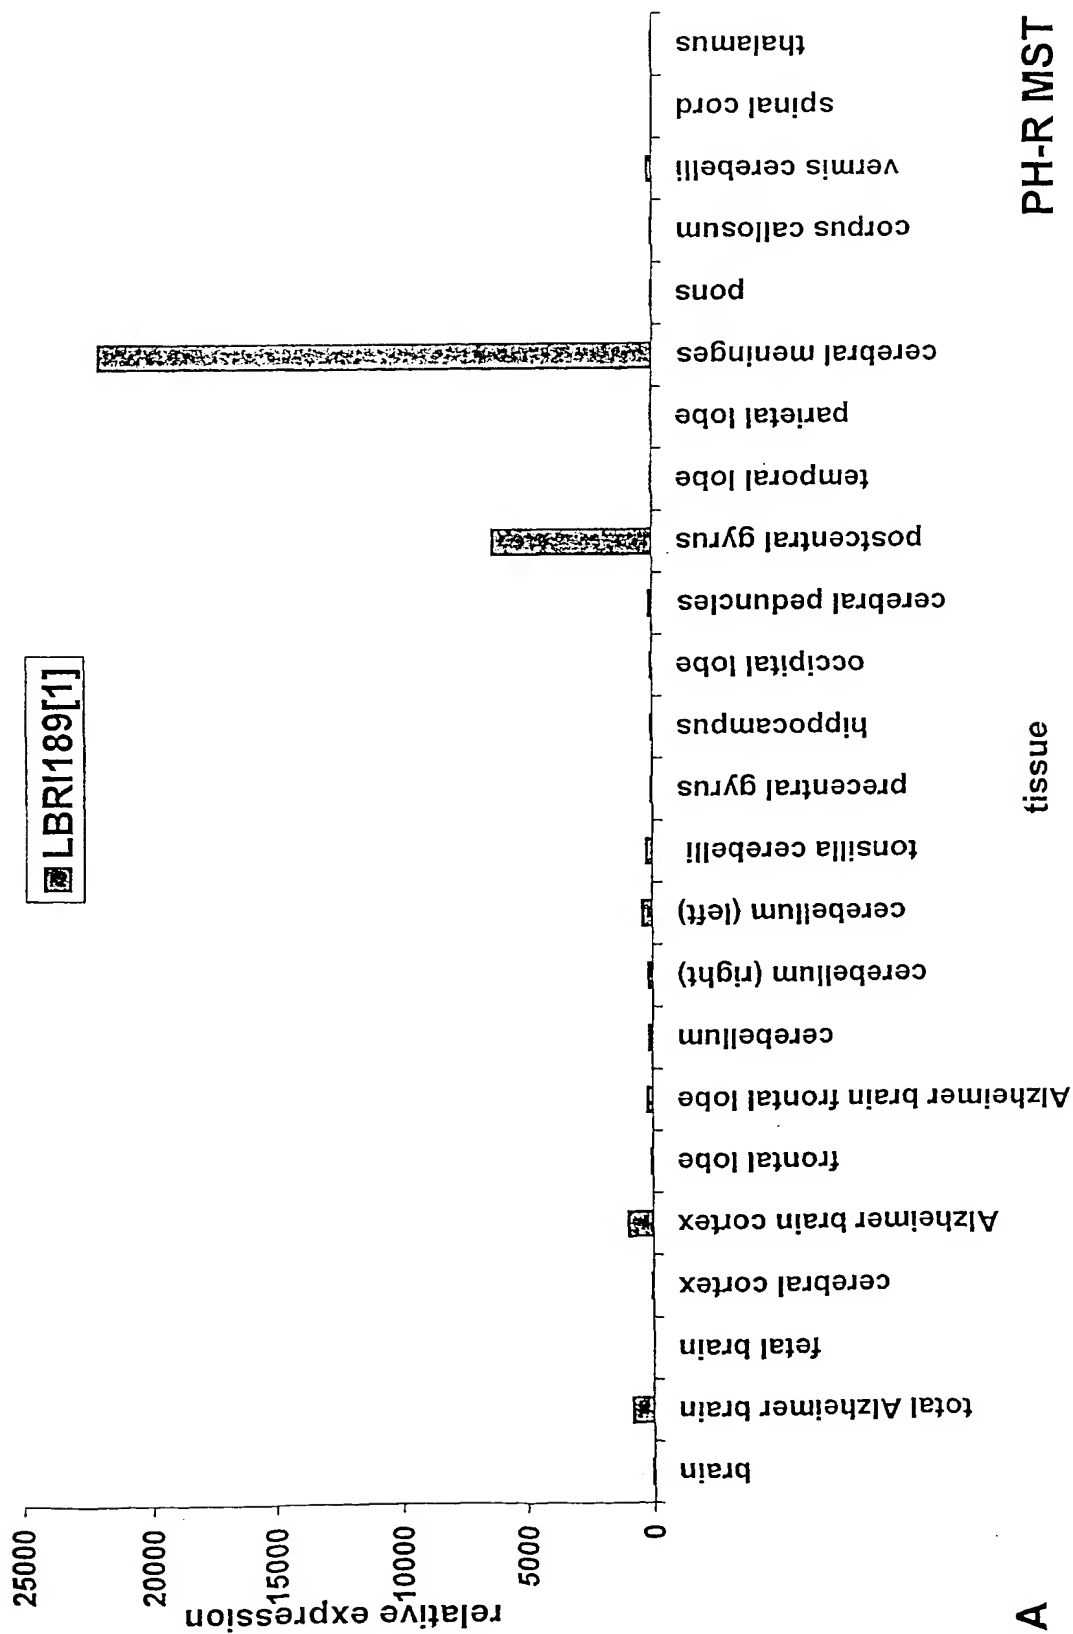 LBRI189[1]
25000
20000
15000
10000
5000
0
relative expression
brain
total Alzheimer brain
fetal brain
cerebral cortex
Alzheimer brain cortex
frontal lobe
Alzheimer brain frontal lobe
cerebellum
cerebellum (right)
cerebellum (left)
tonsilla cerebelli
precentral gyrus
hippocampus
occipital lobe
cerebral peduncles
postcentral gyrus
temporal lobe
parietal lobe
cerebral meninges
pons
corpus callosum
vermis cerebelli
spinal cord
thalamus
tissue
A
PH-R MST